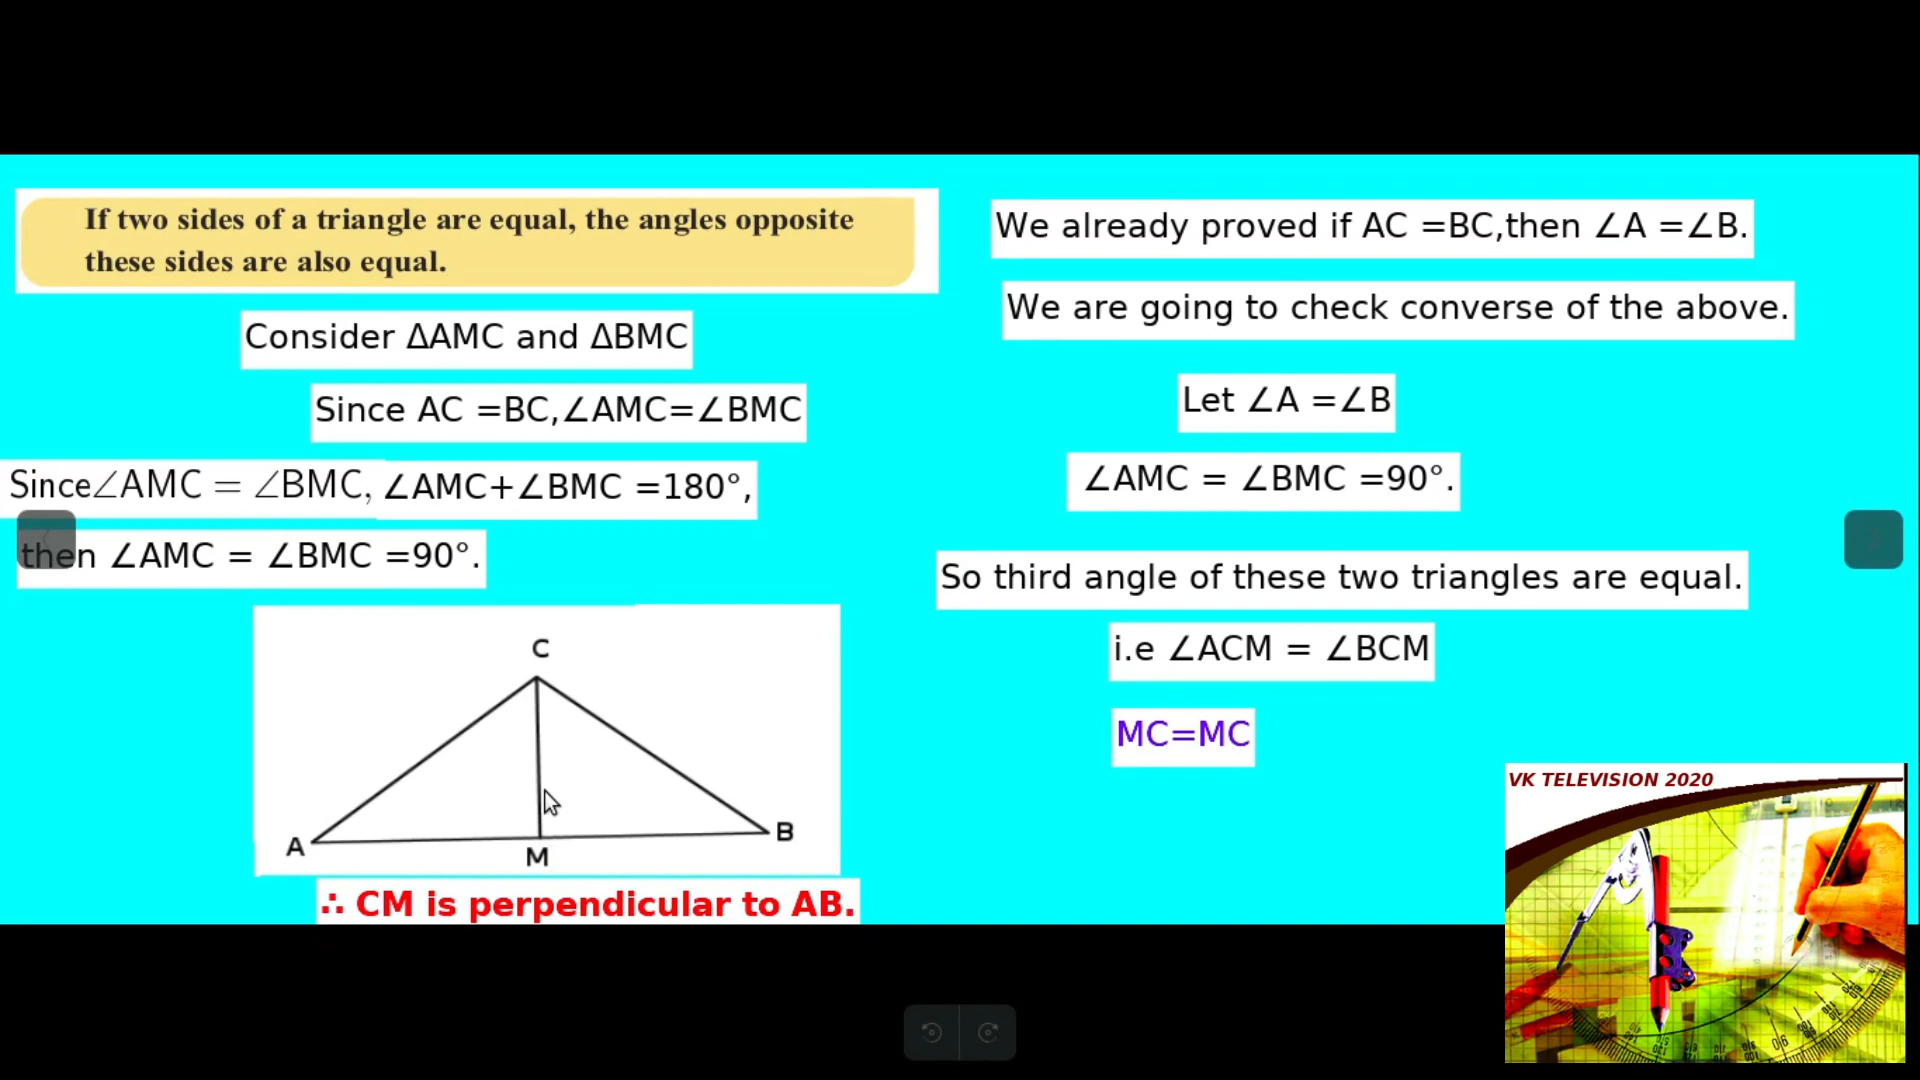 If two sides of a triangle are equal, the angles opposite
these sides are also equal.
Consider ΔAMC and ΔBMC
Since AC =BC,∠AMC=∠BMC
Since∠AMC = ∠BMC, ∠AMC+∠BMC =180°,
then ∠AMC = ∠BMC =90°.
C
A
M
B
∴ CM is perpendicular to AB.
We already proved if AC =BC,then ∠A =∠B.
We are going to check converse of the above.
Let ∠A =∠B
∠AMC = ∠BMC =90°.
So third angle of these two triangles are equal.
i.e ∠ACM = ∠BCM
MC=MC
VK TELEVISION 2020